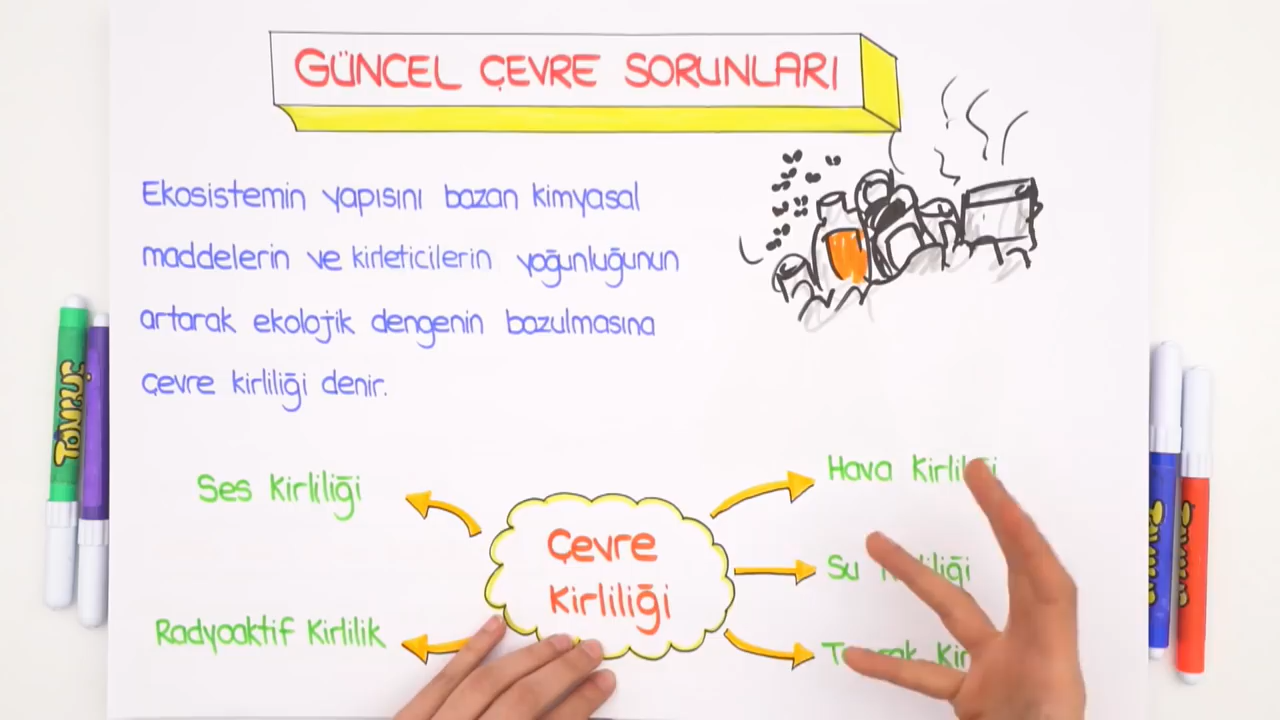 GÜNCEL ÇEVRE SORUNLARI
Ekosistemin yapısını bozan kimyasal
maddelerin ve kirleticilerin yoğunluğunun
artarak ekolojik dengenin bozulmasına
çevre kirliliği denir.
Ses Kirliliği
Hava
Çevre
Kirliliği
Su
Radyoaktif Kirlilik